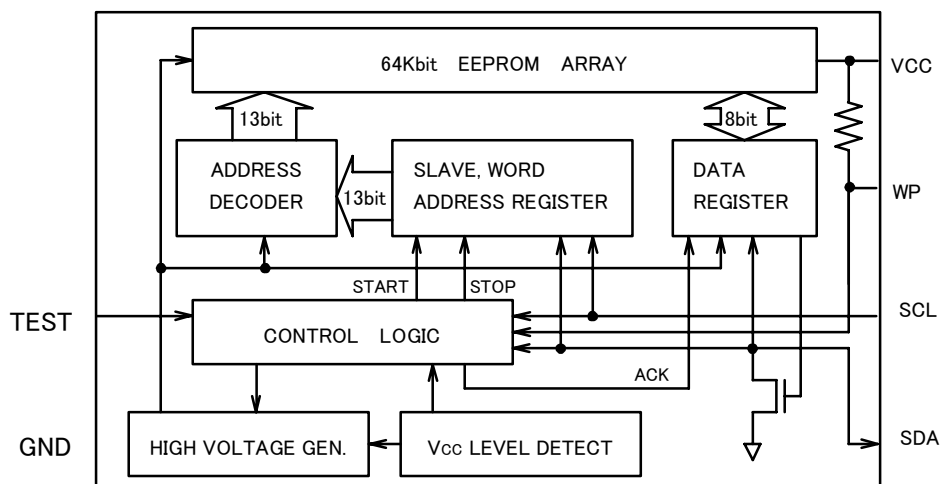 64Kbit EEPROM ARRAY
VCC
13bit
8bit
ADDRESS
DECODER
13bit
SLAVE, WORD
ADDRESS REGISTER
DATA
REGISTER
WP
START
STOP
TEST
CONTROL LOGIC
SCL
ACK
GND
HIGH VOLTAGE GEN.
Vcc LEVEL DETECT
SDA